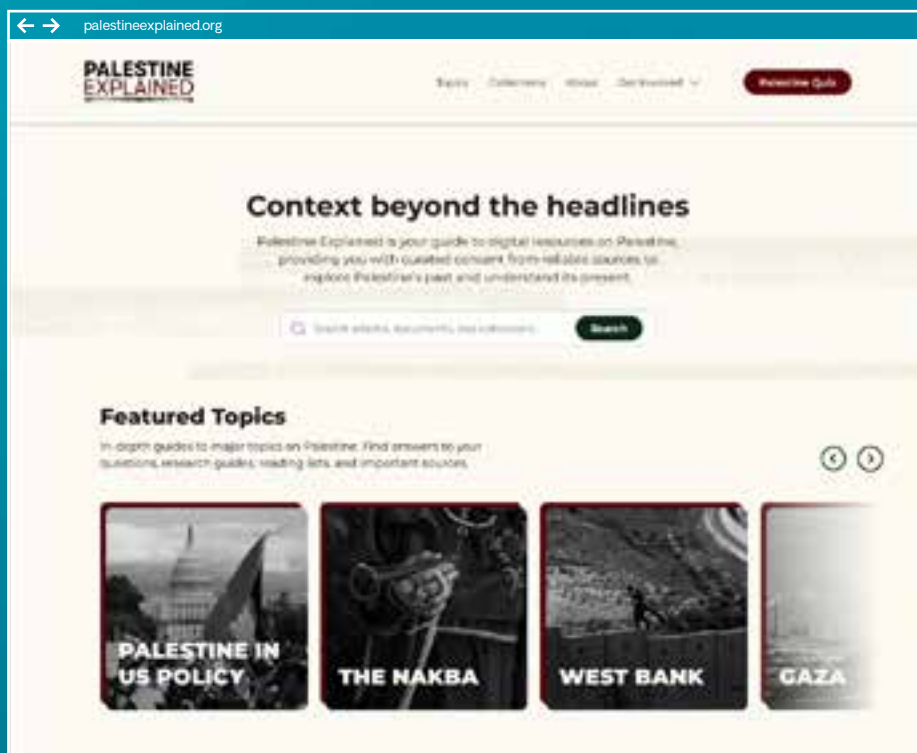 palestineexplained.org
PALESTINE
EXPLAINED
Topics Collections About Get Involved
Palestine Quiz
Context beyond the headlines
Palestine Explained is your guide to digital resources on Palestine,
providing you with curated content from reliable sources to
explore Palestine's past and understand its present.
Search
Search
Featured Topics
In-depth guides to major topics on Palestine. Find answers to your
questions, research guides, reading lists, and important sources.
PALESTINE IN
US POLICY
THE NAKBA
WEST BANK
GAZA